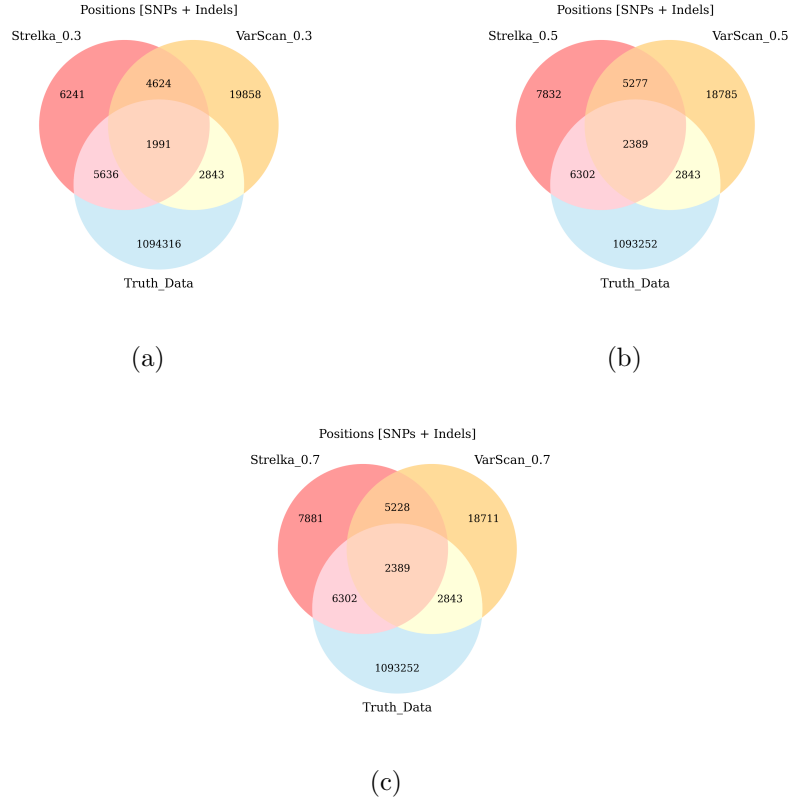 Positions [SNPs + Indels]
Strelka_0.3
VarScan_0.3
4624
6241
19858
1991
5636
2843
1094316
Truth_Data
(a)
Positions [SNPs + Indels]
Strelka_0.5
VarScan_0.5
5277
7832
18785
2389
6302
2843
1093252
Truth_Data
(b)
Positions [SNPs + Indels]
Strelka_0.7
VarScan_0.7
5228
7881
18711
2389
6302
2843
1093252
Truth_Data
(c)